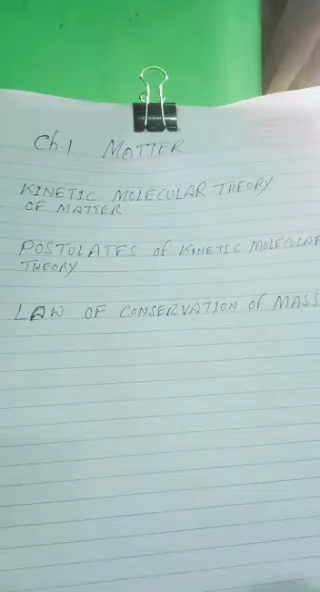 Ch.1 MATTER
KINETIC MOLECULAR THEORY
OF MATTER
POSTULATES of KINETIC MOLECULAR
THEORY
LAW OF CONSERVATION Of MASS